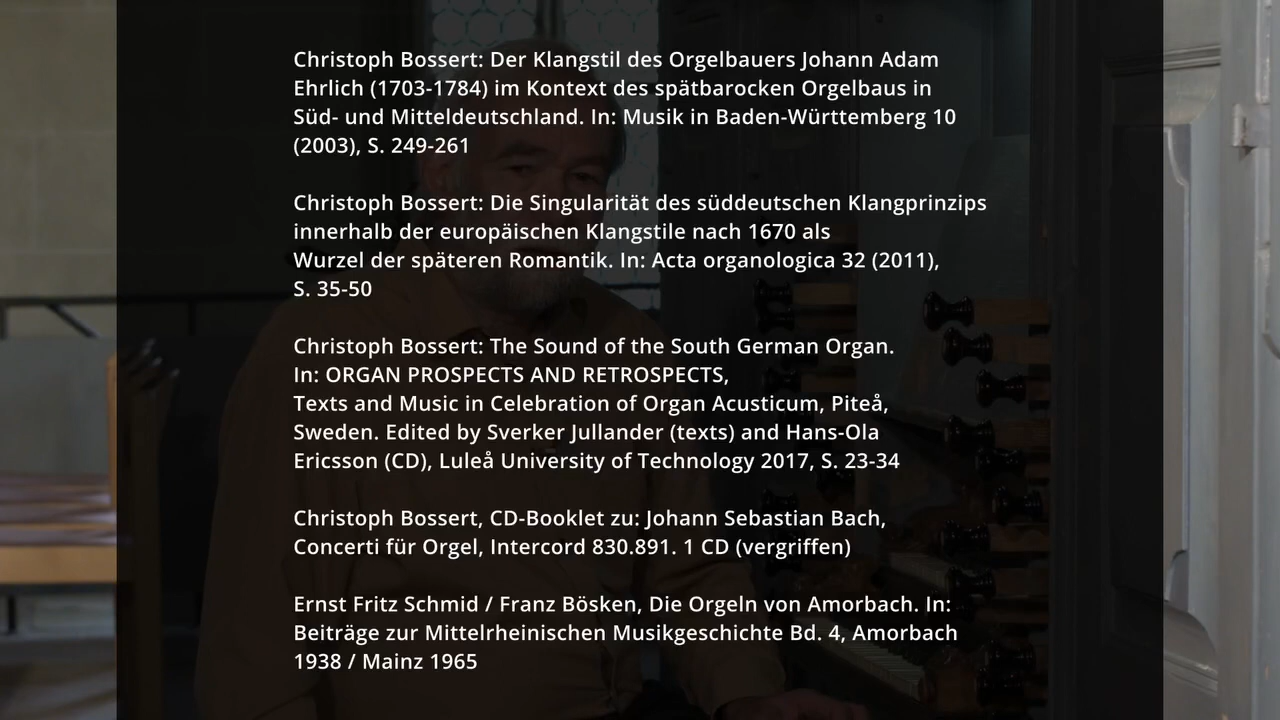 Christoph Bossert: Der Klangstil des Orgelbauers Johann Adam
Ehrlich (1703-1784) im Kontext des spätbarocken Orgelbaus in
Süd- und Mitteldeutschland. In: Musik in Baden-Württemberg 10
(2003), S. 249-261
Christoph Bossert: Die Singularität des süddeutschen Klangprinzips
innerhalb der europäischen Klangstile nach 1670 als
Wurzel der späteren Romantik. In: Acta organologica 32 (2011),
S. 35-50
Christoph Bossert: The Sound of the South German Organ.
In: ORGAN PROSPECTS AND RETROSPECTS,
Texts and Music in Celebration of Organ Acusticum, Piteå,
Sweden. Edited by Sverker Jullander (texts) and Hans-Ola
Ericsson (CD), Luleå University of Technology 2017, S. 23-34
Christoph Bossert, CD-Booklet zu: Johann Sebastian Bach,
Concerti für Orgel, Intercord 830.891. 1 CD (vergriffen)
Ernst Fritz Schmid / Franz Bösken, Die Orgeln von Amorbach. In:
Beiträge zur Mittelrheinischen Musikgeschichte Bd. 4, Amorbach
1938 / Mainz 1965